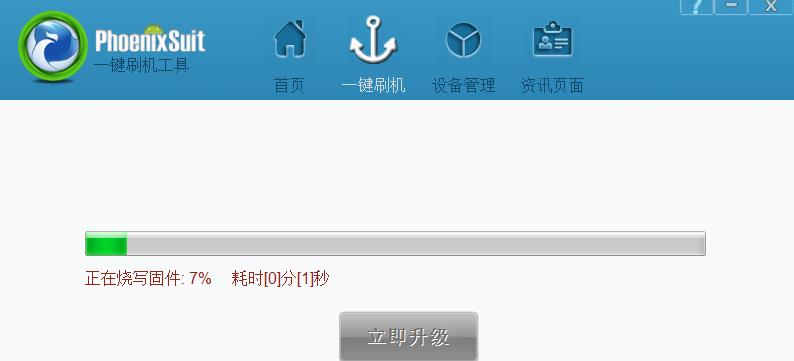 PhoenixSuit
一键刷机工具
首页 一键刷机 设备管理 资讯页面
? - x
正在烧写固件: 7% 耗时[0]分[1]秒
立即升级